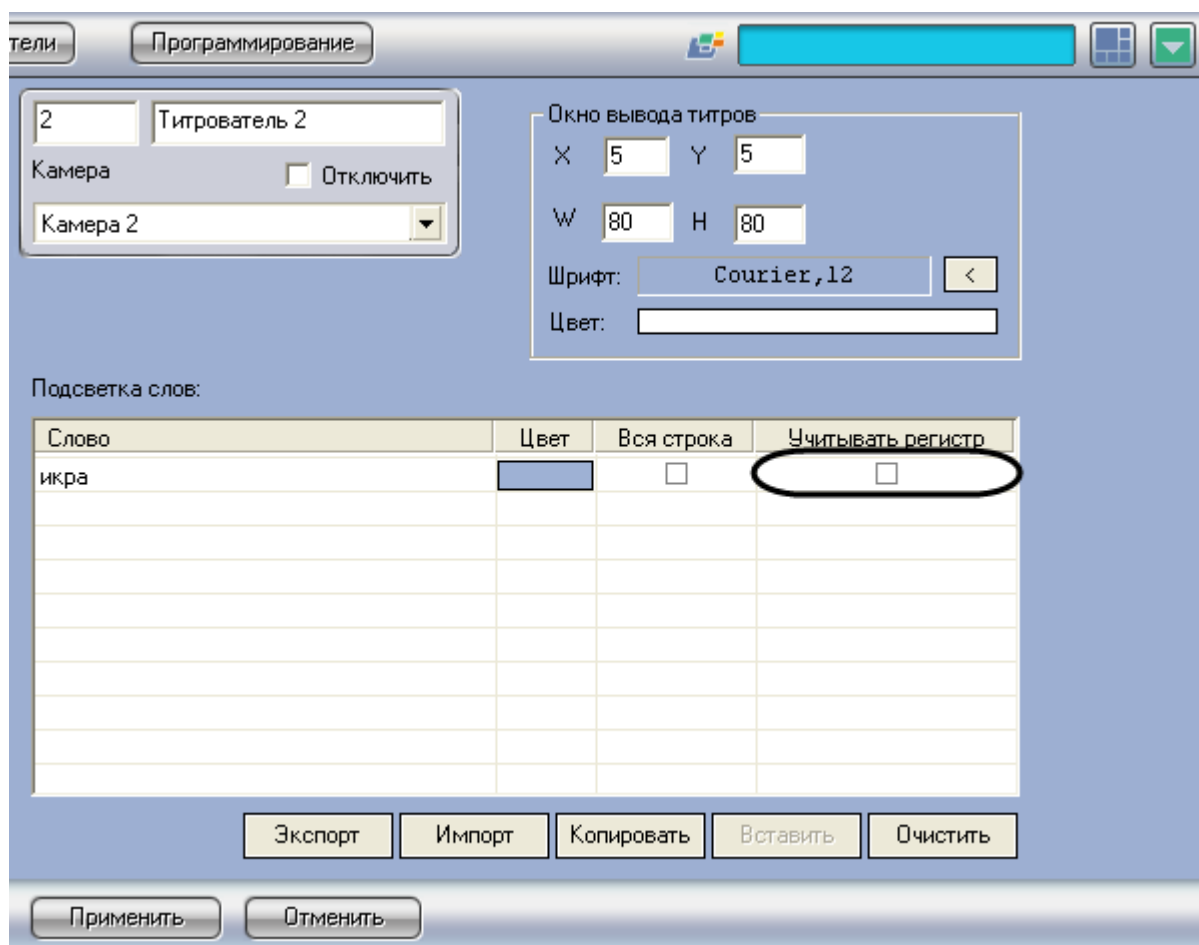 тели Программирование
2 Титрователь 2
Камера Отключить
Камера 2
Окно вывода титров
X 5 Y 5
W 80 H 80
Шрифт: Courier,12 <
Цвет:
Подсветка слов:
Слово Цвет Вся строка Учитывать регистр
икра
Экспорт Импорт Копировать Вставить Очистить
Применить Отменить